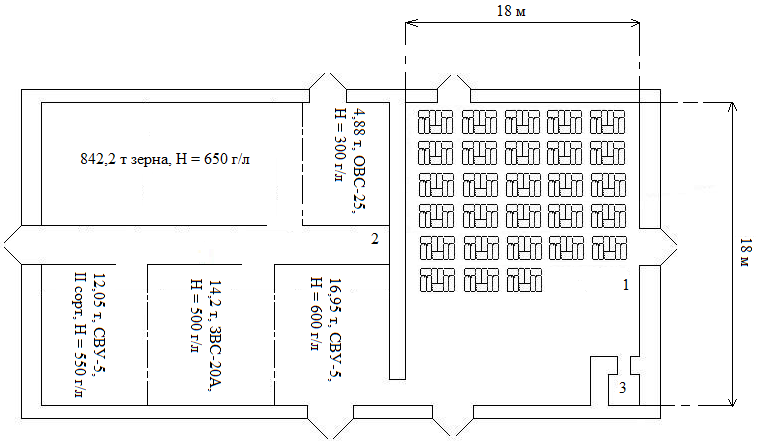 18 м
842,2 т зерна, Н = 650 г/л
4,88 т, ОВС-25,
Н = 300 г/л
2
18 м
12,05 т, СВУ-5,
II сорт, Н = 550 г/л
14,2 т, ЗВС-20А,
Н = 500 г/л
16,95 т, СВУ-5,
Н = 600 г/л
1
3